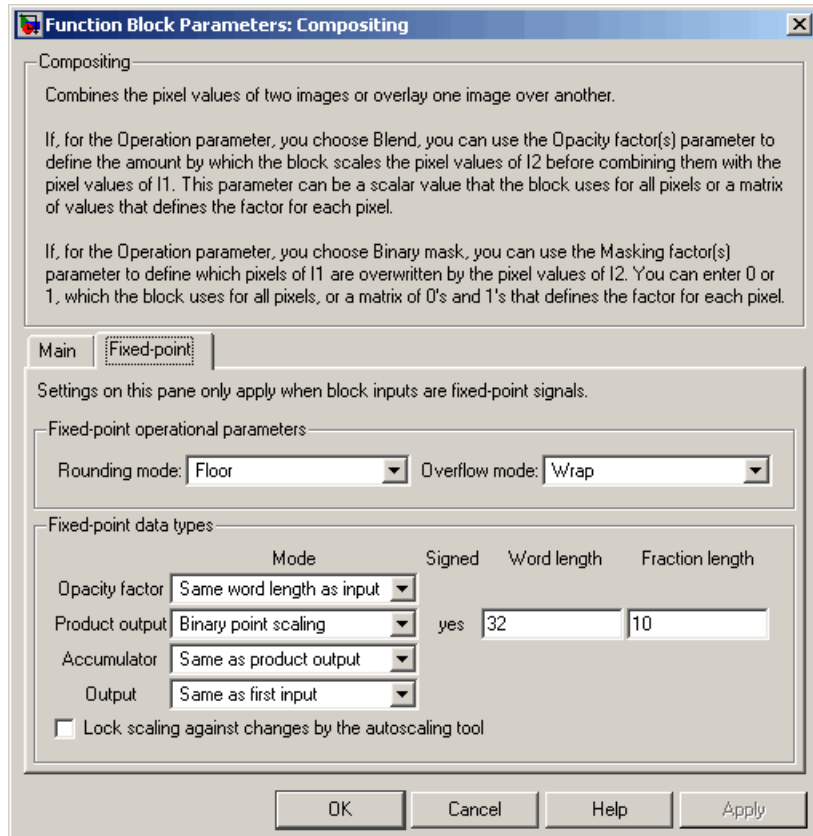 Function Block Parameters: Compositing
Compositing
Combines the pixel values of two images or overlay one image over another.
If, for the Operation parameter, you choose Blend, you can use the Opacity factor(s) parameter to
define the amount by which the block scales the pixel values of I2 before combining them with the
pixel values of I1. This parameter can be a scalar value that the block uses for all pixels or a matrix
of values that defines the factor for each pixel.
If, for the Operation parameter, you choose Binary mask, you can use the Masking factor(s)
parameter to define which pixels of I1 are overwritten by the pixel values of I2. You can enter 0 or
1, which the block uses for all pixels, or a matrix of 0's and 1's that defines the factor for each pixel.
Main Fixed-point
Settings on this pane only apply when block inputs are fixed-point signals.
Fixed-point operational parameters
Rounding mode: Floor Overflow mode: Wrap
Fixed-point data types
Mode Signed Word length Fraction length
Opacity factor Same word length as input
Product output Binary point scaling yes 32 10
Accumulator Same as product output
Output Same as first input
Lock scaling against changes by the autoscaling tool
OK Cancel Help Apply